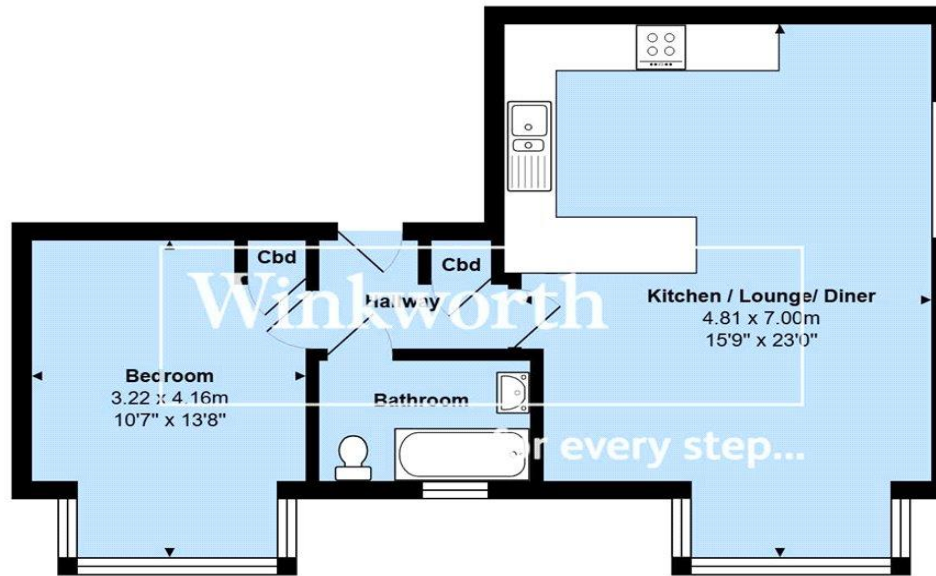 Cbd
Cbd
Winkworth
Hallway
Kitchen / Lounge/ Diner
4.81 x 7.00m
15'9" x 23'0"
Bedroom
3.22 x 4.16m
10'7" x 13'8"
Bathroom
for every step...